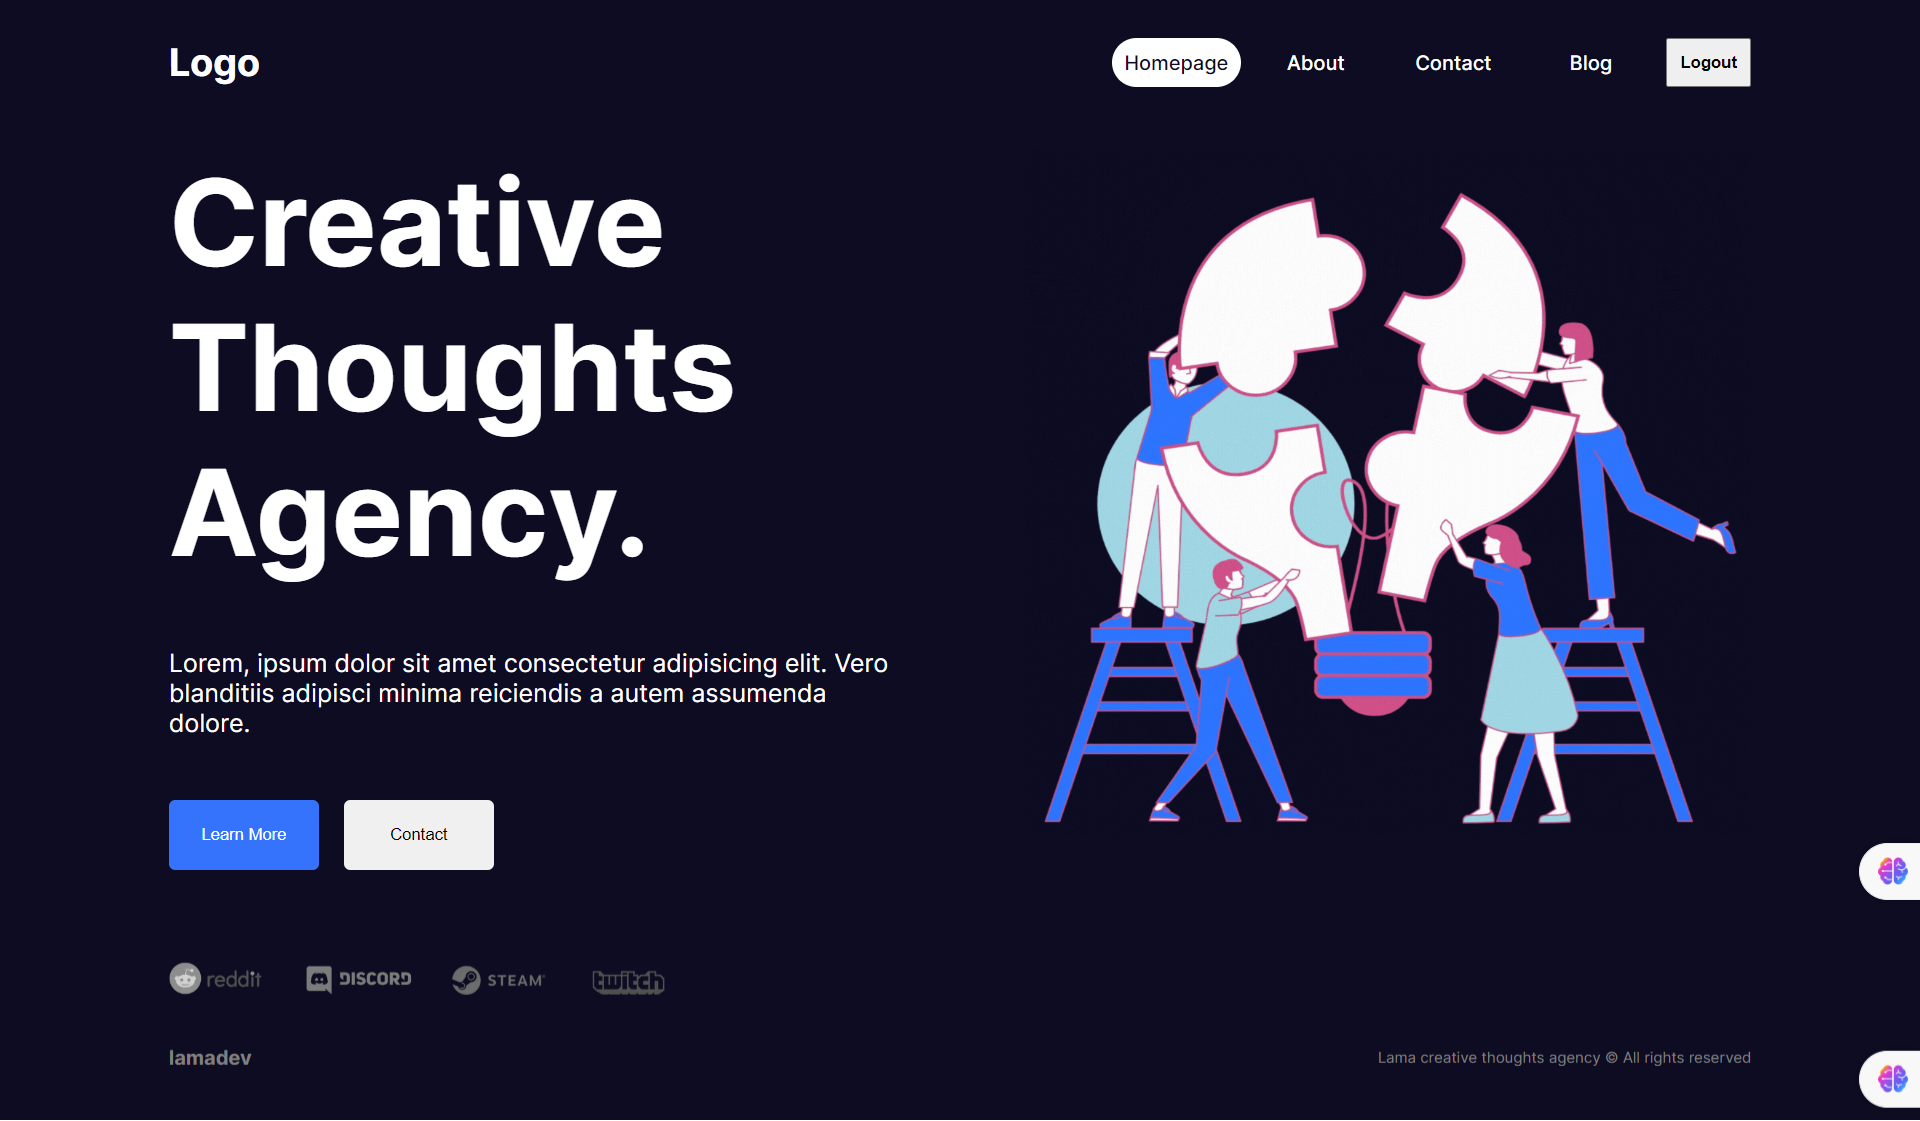 Logo
Homepage
About
Contact
Blog
Logout
Creative
Thoughts
Agency.
Lorem, ipsum dolor sit amet consectetur adipisicing elit. Vero
blanditiis adipisci minima reiciendis a autem assumenda
dolore.
Learn More
Contact
reddit
DISCORD
STEAM
twitch
lamadev
Lama creative thoughts agency © All rights reserved